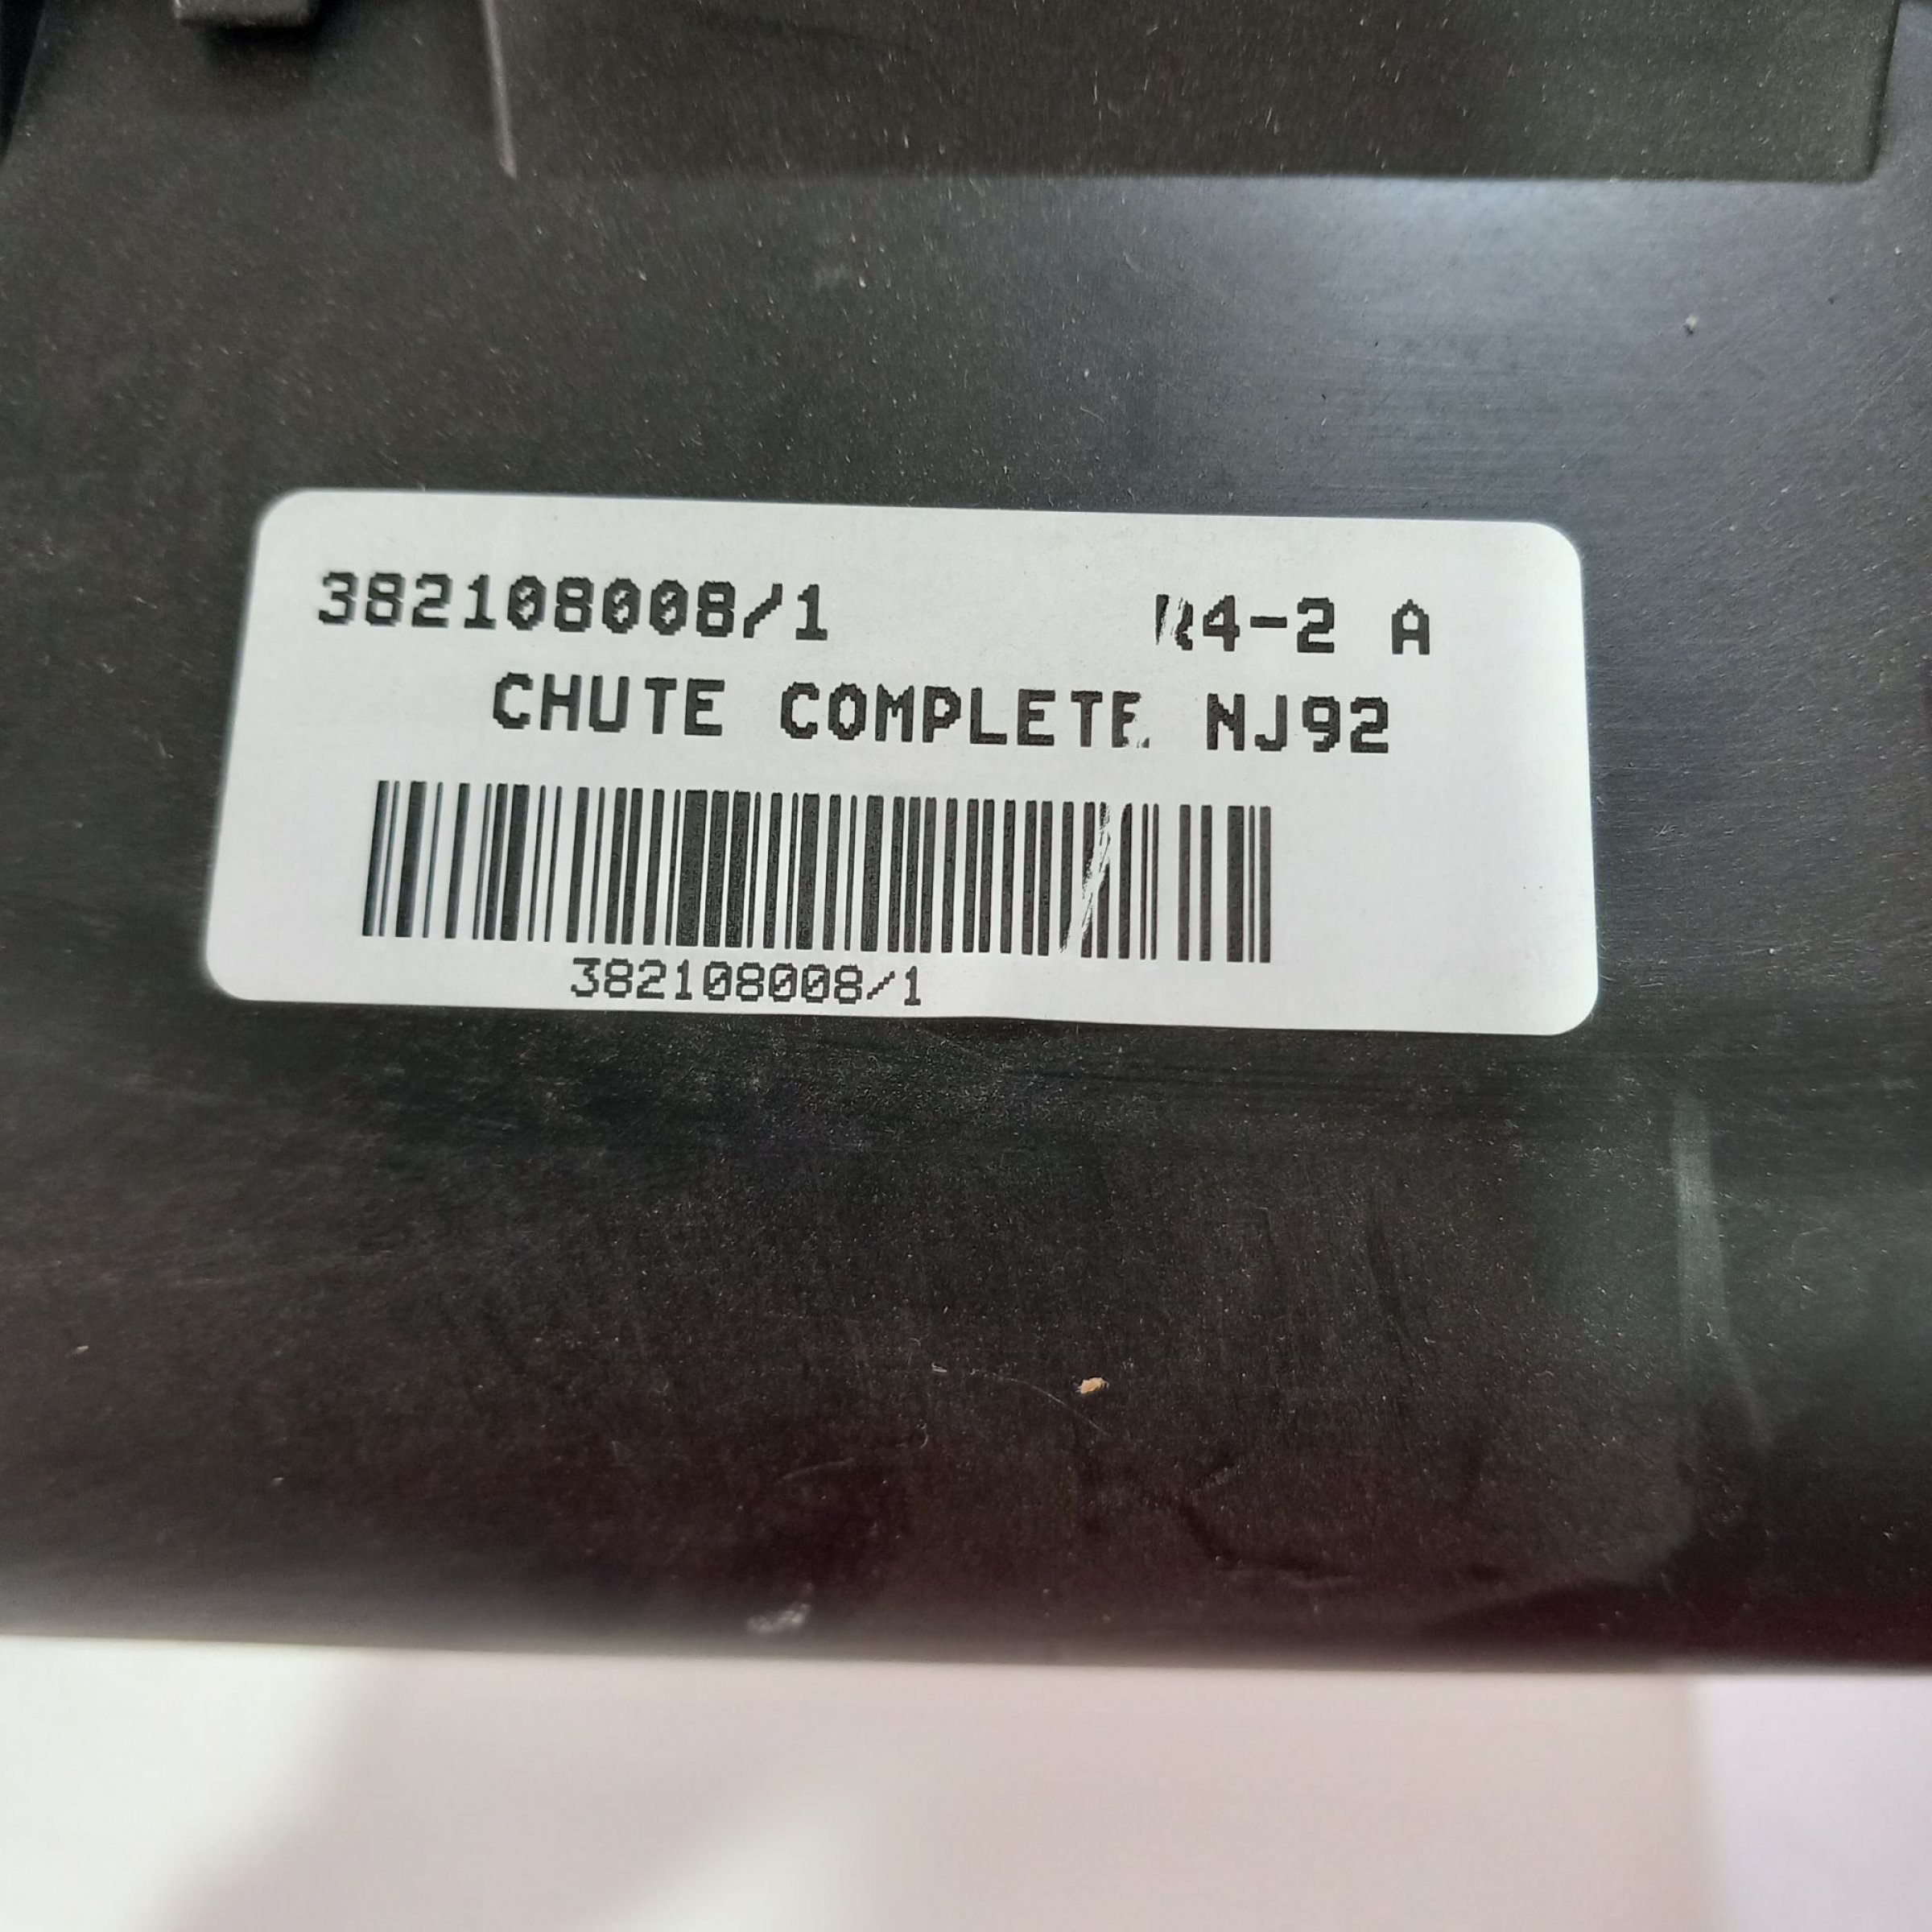 382108008/1 R4-2 A
CHUTE COMPLETE NJ92
382108008/1